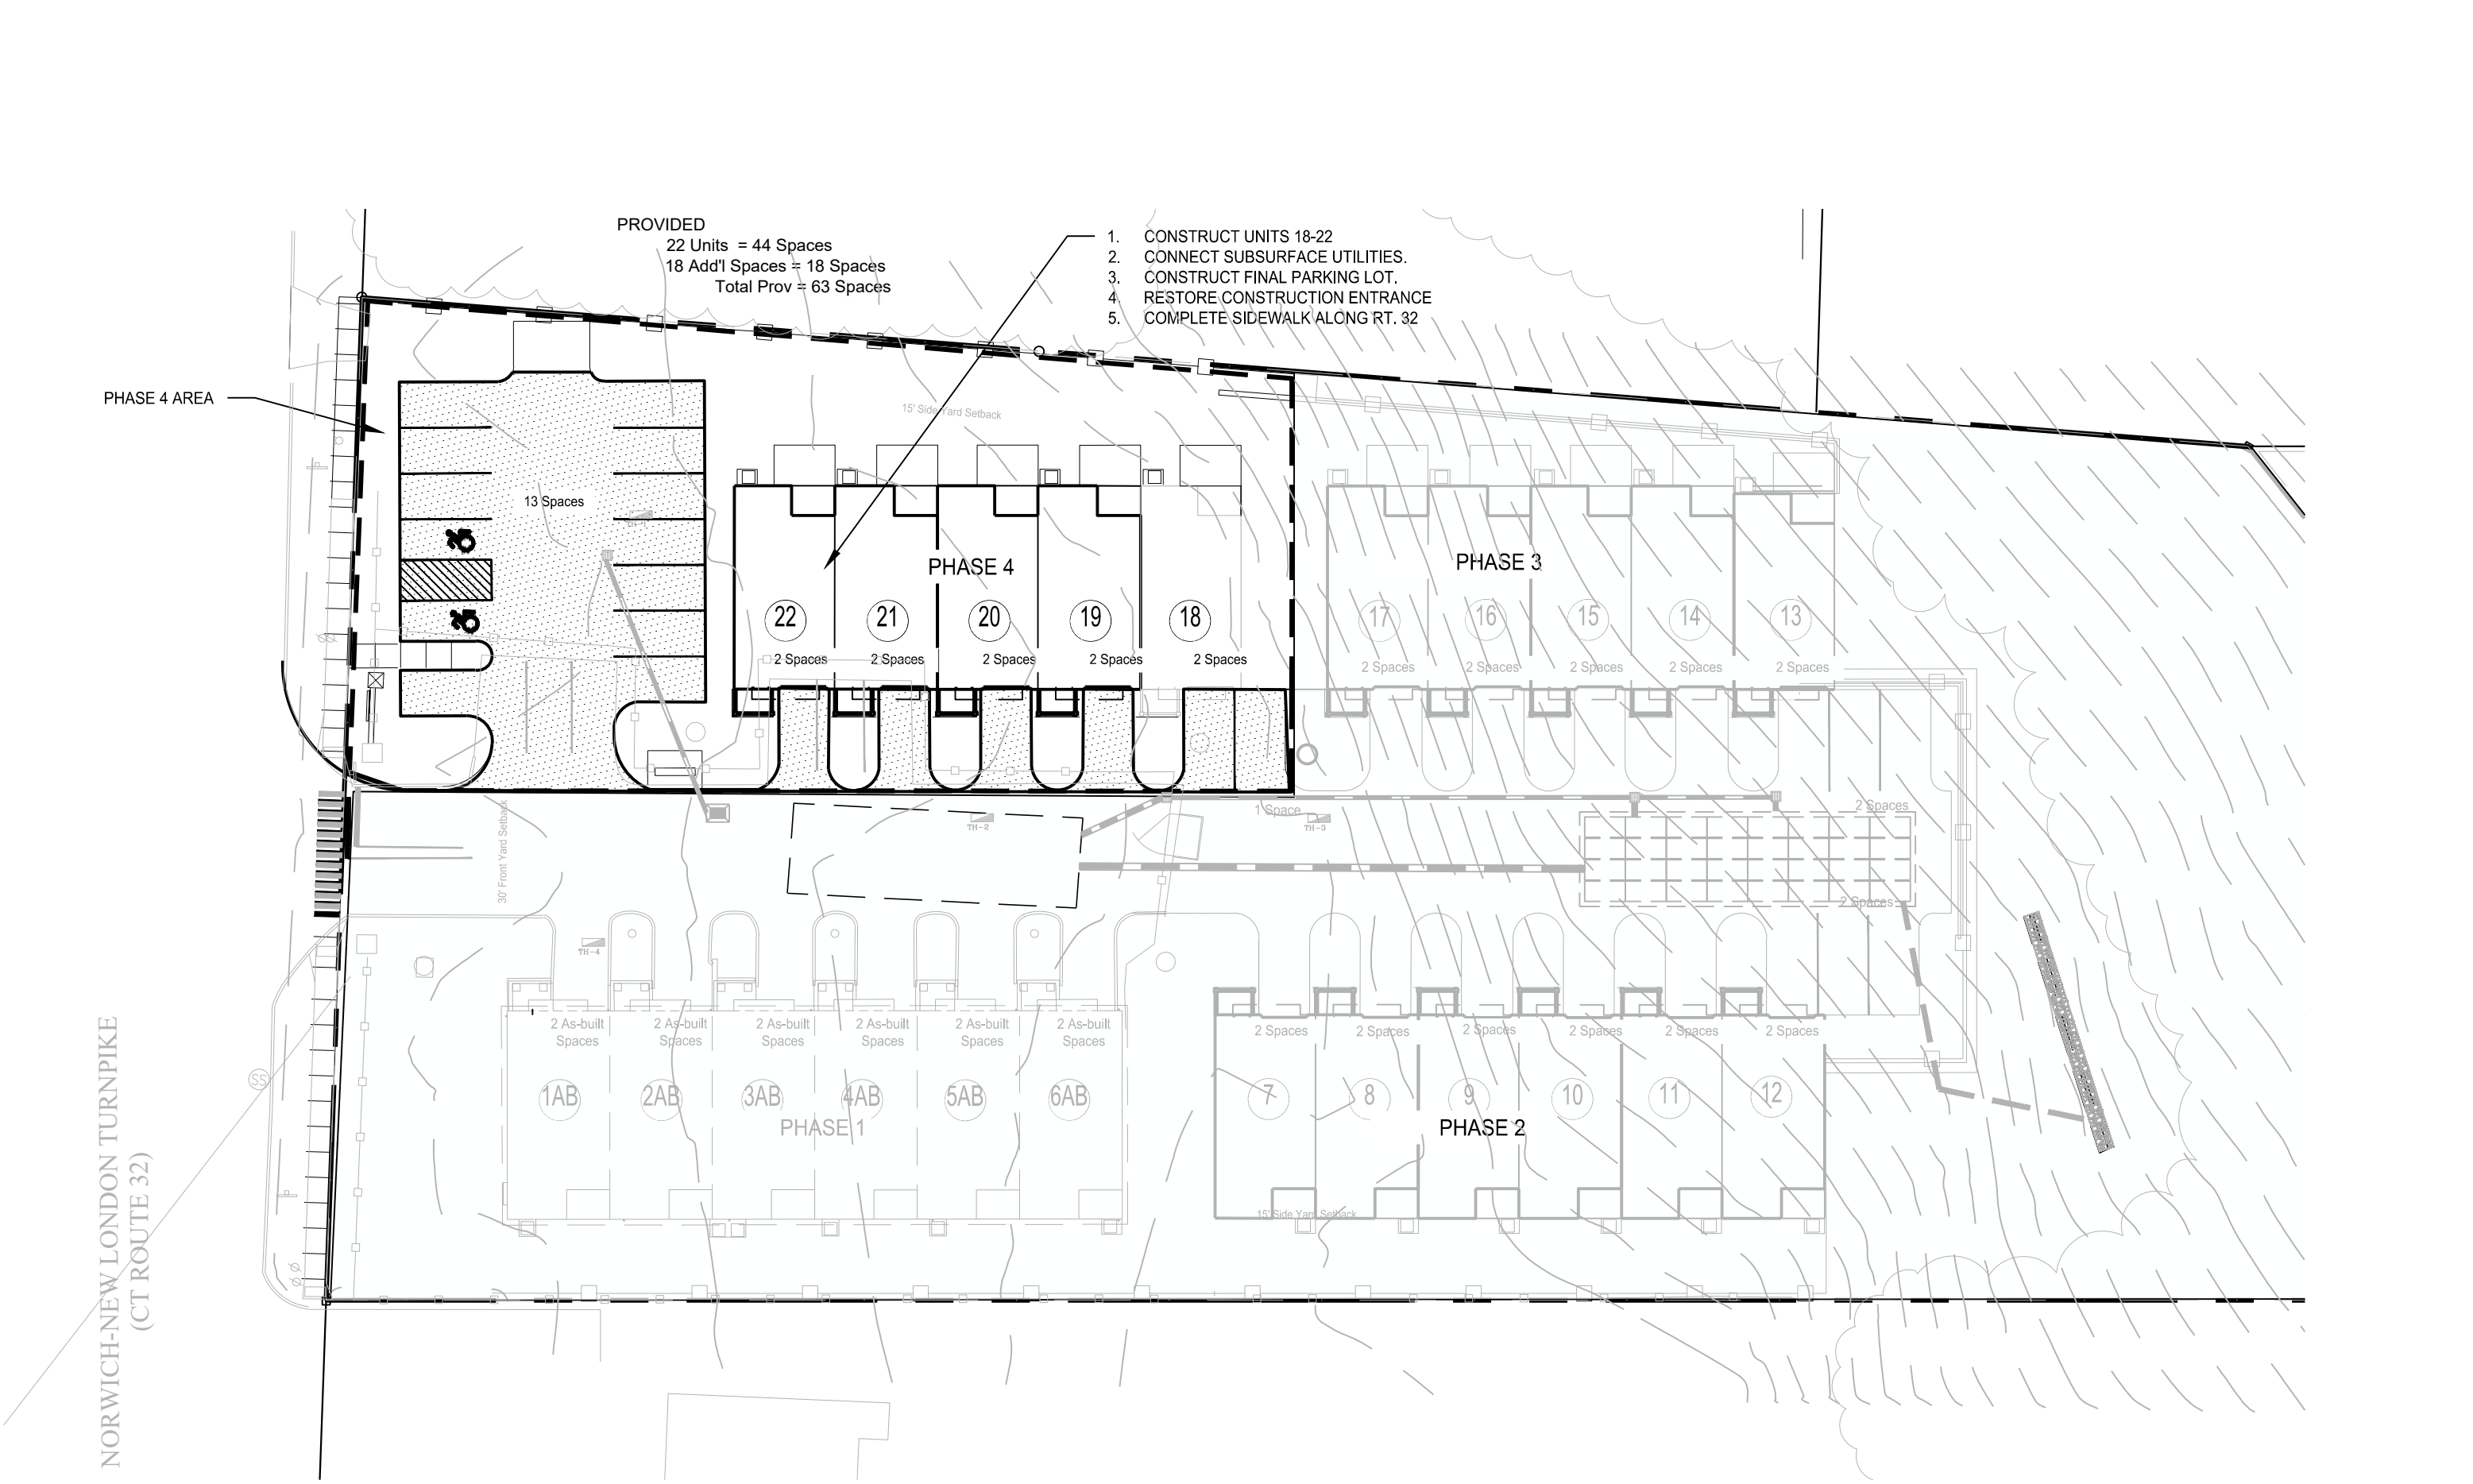 PROVIDED
22 Units = 44 Spaces
18 Add'l Spaces = 18 Spaces
Total Prov = 63 Spaces
1. CONSTRUCT UNITS 18-22
2. CONNECT SUBSURFACE UTILITIES.
3. CONSTRUCT FINAL PARKING LOT.
4. RESTORE CONSTRUCTION ENTRANCE
5. COMPLETE SIDEWALK ALONG RT. 32
PHASE 4 AREA
15' Side Yard Setback
13 Spaces
PHASE 4
PHASE 3
22 21 20 19 18
17 16 15 14 13
2 Spaces 2 Spaces 2 Spaces 2 Spaces 2 Spaces
2 Spaces 2 Spaces 2 Spaces 2 Spaces 2 Spaces
1 Space
2 Spaces
TH-2
TH-3
30' Front Yard Setback
2 Spaces
TH-4
2 As-built Spaces
2 As-built Spaces
2 As-built Spaces
2 As-built Spaces
2 As-built Spaces
2 As-built Spaces
2 Spaces 2 Spaces 2 Spaces 2 Spaces 2 Spaces 2 Spaces
SS
1AB 2AB 3AB 4AB 5AB 6AB
7 8 9 10 11 12
PHASE 1
PHASE 2
15' Side Yard Setback
NORWICH-NEW LONDON TURNPIKE
(CT ROUTE 32)